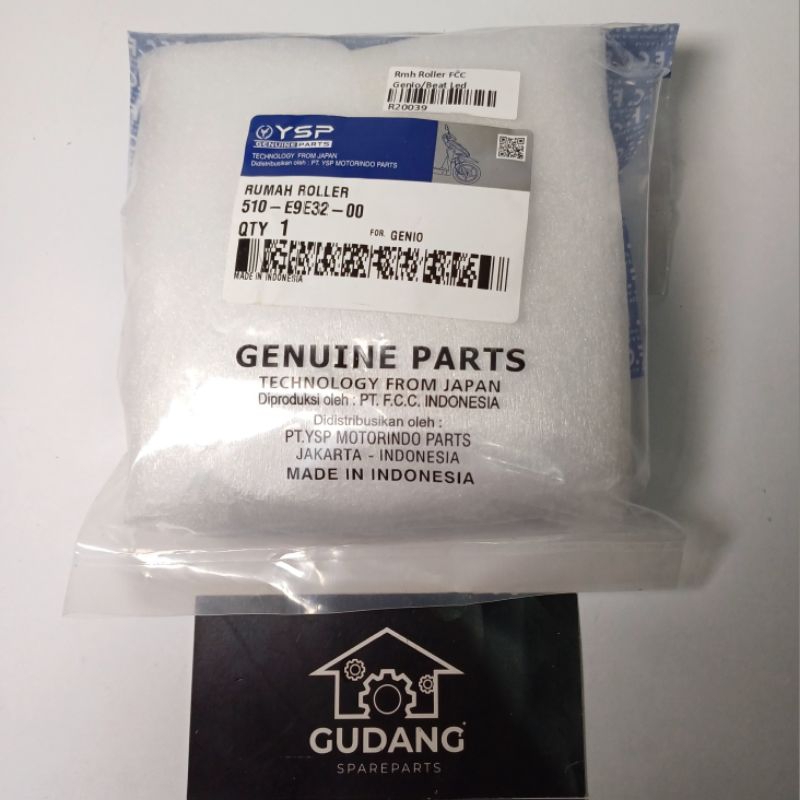 Rmh Roller FCC
Genio/Beat Led
R20039
YSP
GENUINE PARTS
TECHNOLOGY FROM JAPAN
Didistribusikan oleh : PT. YSP MOTORINDO PARTS
RUMAH ROLLER
510-E9E32-00
QTY 1 FOR. GENIO
MADE IN INDONESIA
GENUINE PARTS
TECHNOLOGY FROM JAPAN
Diproduksi oleh : PT. F.C.C. INDONESIA
Didistribusikan oleh :
PT.YSP MOTORINDO PARTS
JAKARTA - INDONESIA
MADE IN INDONESIA
GUDANG
SPAREPARTS